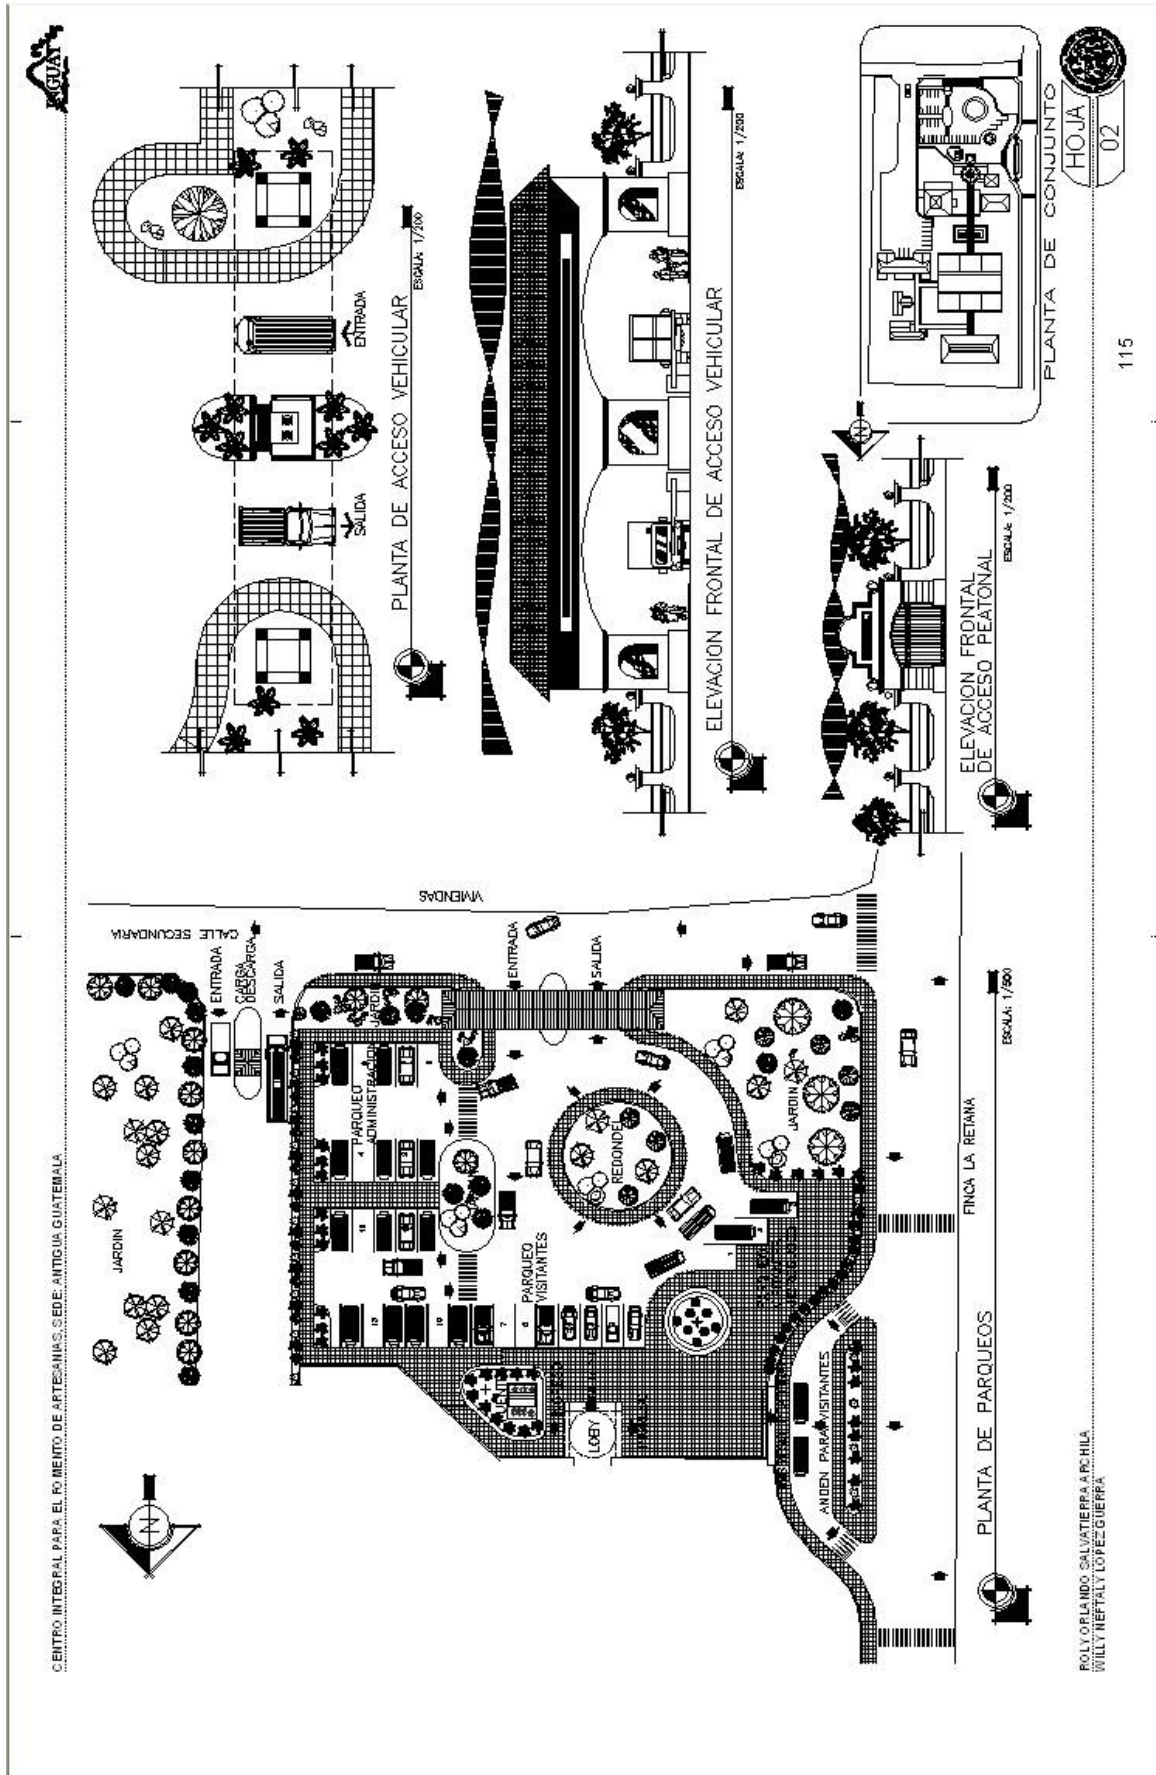 CENTRO INTEGRAL PARA EL FOMENTO DE ARTESANIAS, SEDE: ANTIGUA GUATEMALA
INGUAT
JARDIN
CALLE SECUNDARIA
VIVIENDAS
ENTRADA
CARGA
DESCARGA
SALIDA
JARDIN
PARQUEO
ADMINISTRACION
ENTRADA
SALIDA
REDONDEL
PARQUEO
VISITANTES
JARDIN
LOBY
ANDEN PARA VISITANTES
FINCA LA RETANA
PLANTA DE PARQUEOS
ESCALA: 1/500
N
SALIDA
ENTRADA
PLANTA DE ACCESO VEHICULAR
ESCALA: 1/200
ELEVACION FRONTAL DE ACCESO VEHICULAR
ESCALA: 1/200
ELEVACION FRONTAL
DE ACCESO PEATONAL
ESCALA: 1/200
N
PLANTA DE CONJUNTO
HOJA
02
ROLY ORLANDO SALVATIERRA ARCHILA
WILLY NEFTALY LOPEZ GUERRA
115